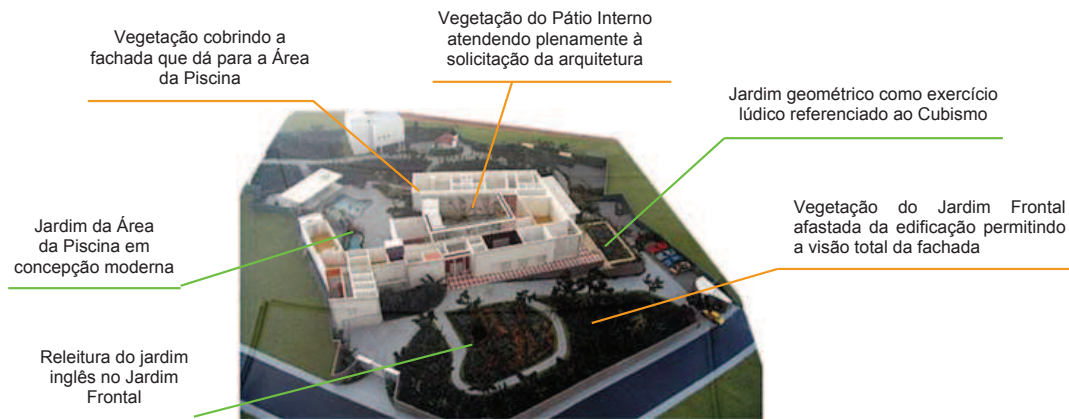 Vegetação cobrindo a
fachada que dá para a Área
da Piscina
Vegetação do Pátio Interno
atendendo plenamente à
solicitação da arquitetura
Jardim geométrico como exercício
lúdico referenciado ao Cubismo
Jardim da Área
da Piscina em
concepção moderna
Vegetação do Jardim Frontal
afastada da edificação permitindo
a visão total da fachada
Releitura do jardim
inglês no Jardim
Frontal